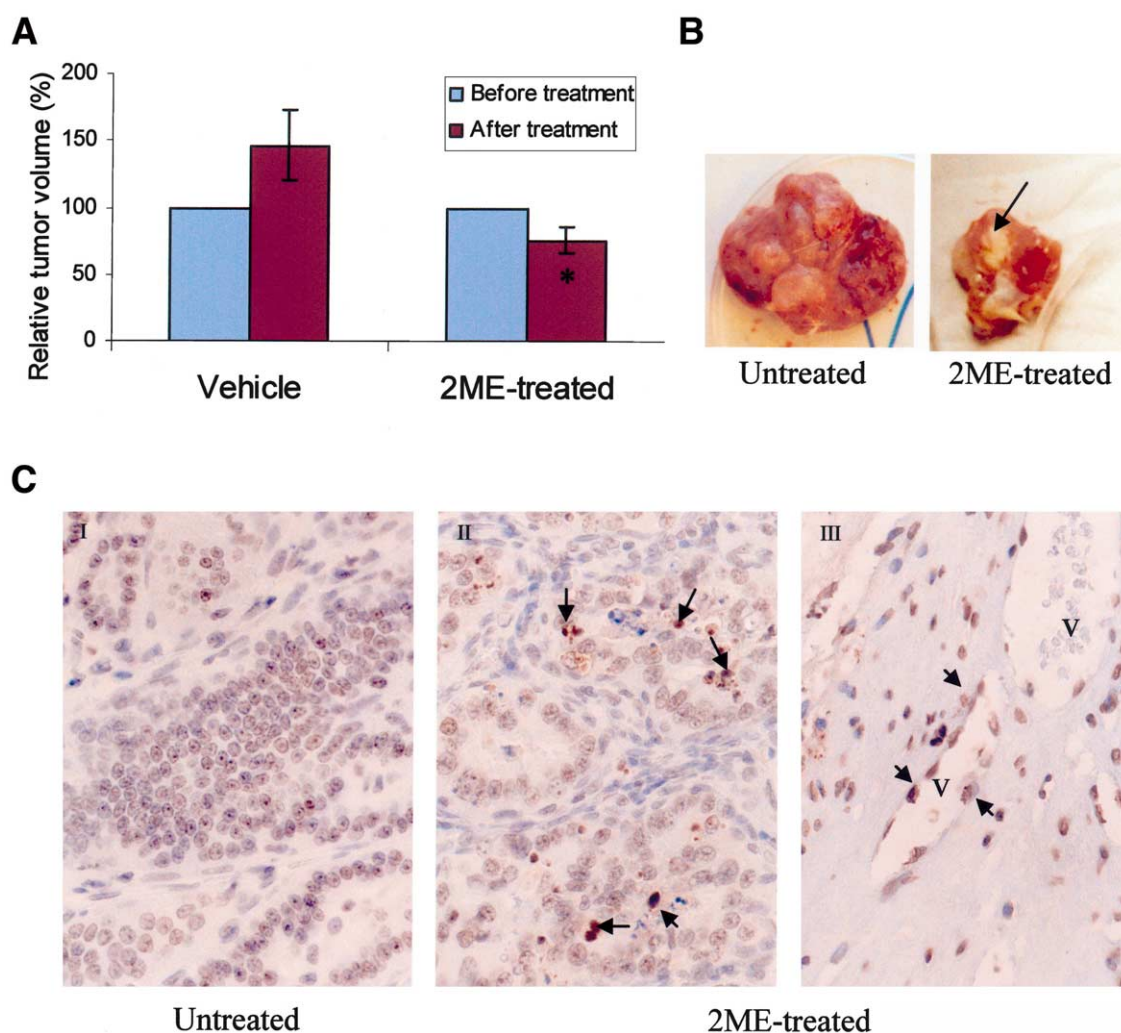 A
B
Relative tumor volume (%)
200
150
100
50
0
Before treatment
After treatment
*
Vehicle
2ME-treated
Untreated
2ME-treated
C
I
II
III
V
V
Untreated
2ME-treated